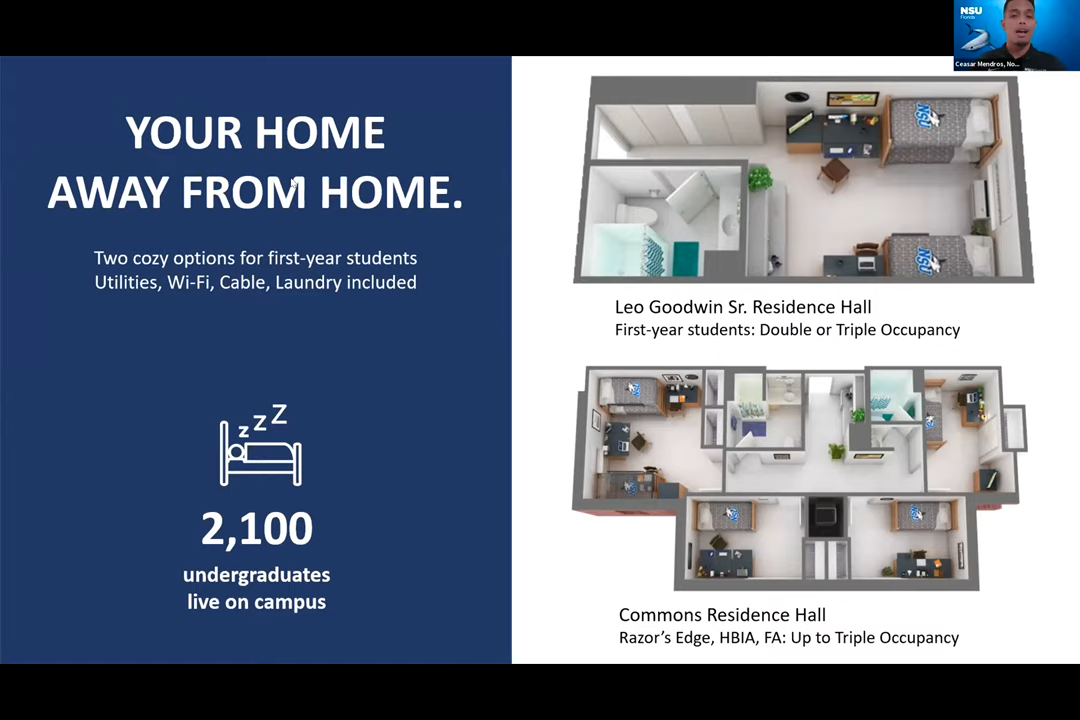 NSU
Florida
Ceasar Mendros, No...
YOUR HOME
AWAY FROM HOME.
Two cozy options for first-year students
Utilities, Wi-Fi, Cable, Laundry included
z z Z
2,100
undergraduates
live on campus
NSU
NSU
Leo Goodwin Sr. Residence Hall
First-year students: Double or Triple Occupancy
Commons Residence Hall
Razor's Edge, HBIA, FA: Up to Triple Occupancy